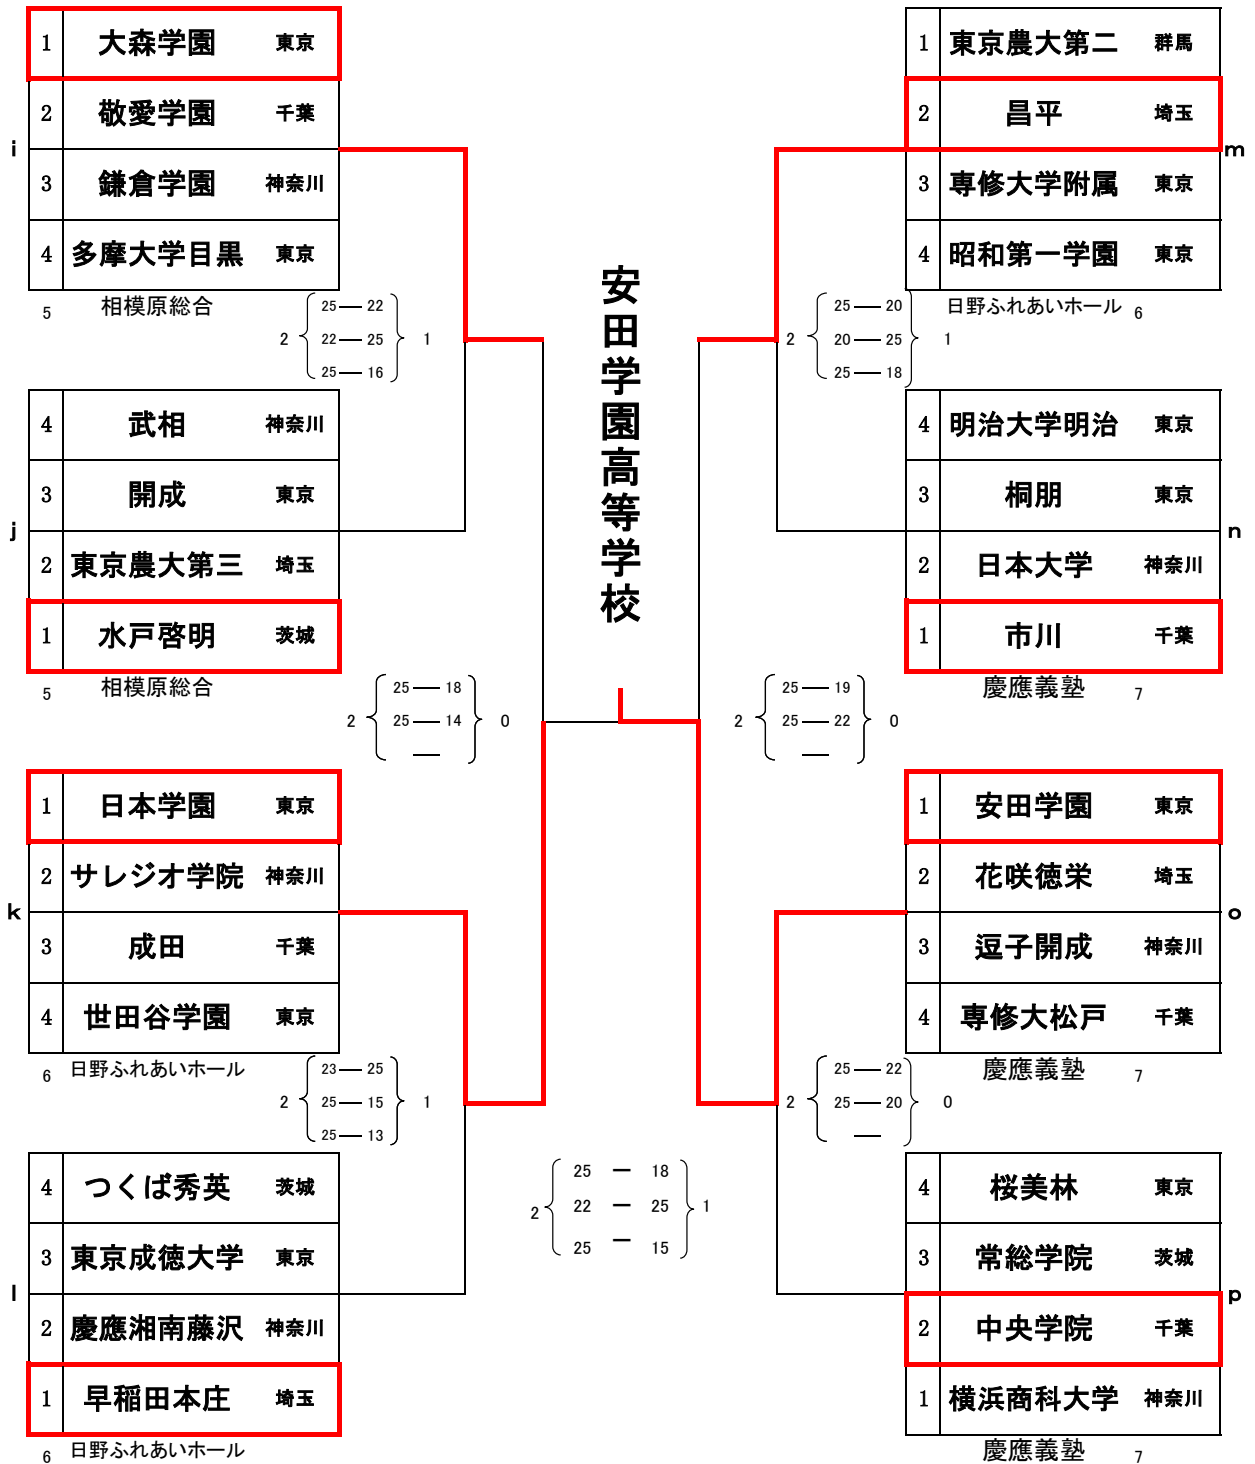 i
1 大森学園 東京
2 敬愛学園 千葉
3 鎌倉学園 神奈川
4 多摩大学目黒 東京
5 相模原総合
2 25 — 22 1
22 — 25
25 — 16
j
4 武相 神奈川
3 開成 東京
2 東京農大第三 埼玉
1 水戸啓明 茨城
5 相模原総合
2 25 — 18 0
25 — 14
—
k
1 日本学園 東京
2 サレジオ学院 神奈川
3 成田 千葉
4 世田谷学園 東京
6 日野ふれあいホール
2 23 — 25 1
25 — 15
25 — 13
l
4 つくば秀英 茨城
3 東京成徳大学 東京
2 慶應湘南藤沢 神奈川
1 早稲田本庄 埼玉
6 日野ふれあいホール
安田学園高等学校
2 25 — 18 1
22 — 25
25 — 15
m
1 東京農大第二 群馬
2 昌平 埼玉
3 専修大学附属 東京
4 昭和第一学園 東京
日野ふれあいホール 6
2 25 — 20 1
20 — 25
25 — 18
n
4 明治大学明治 東京
3 桐朋 東京
2 日本大学 神奈川
1 市川 千葉
慶應義塾 7
2 25 — 19 0
25 — 22
—
o
1 安田学園 東京
2 花咲徳栄 埼玉
3 逗子開成 神奈川
4 専修大松戸 千葉
慶應義塾 7
2 25 — 22 0
25 — 20
—
p
4 桜美林 東京
3 常総学院 茨城
2 中央学院 千葉
1 横浜商科大学 神奈川
慶應義塾 7